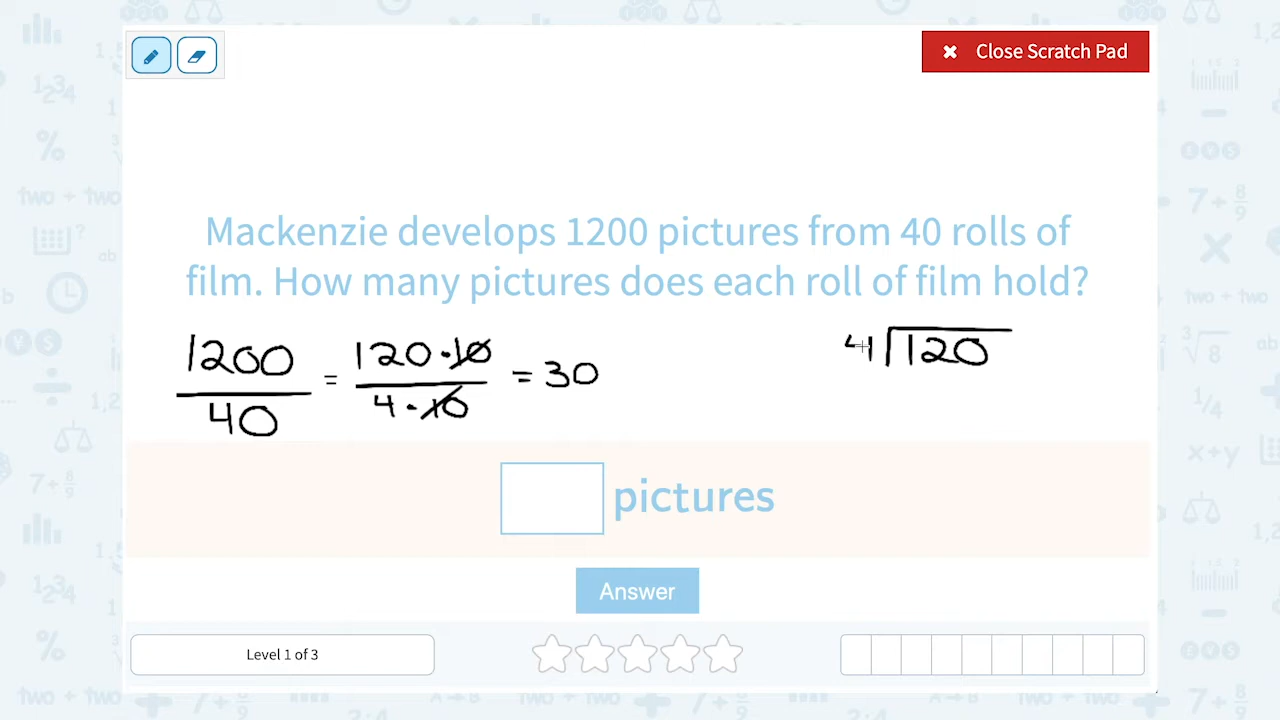 ✖ Close Scratch Pad
Mackenzie develops 1200 pictures from 40 rolls of
film. How many pictures does each roll of film hold?
1200/40 = 120·10/4·10 = 30
4)120
pictures
Answer
Level 1 of 3